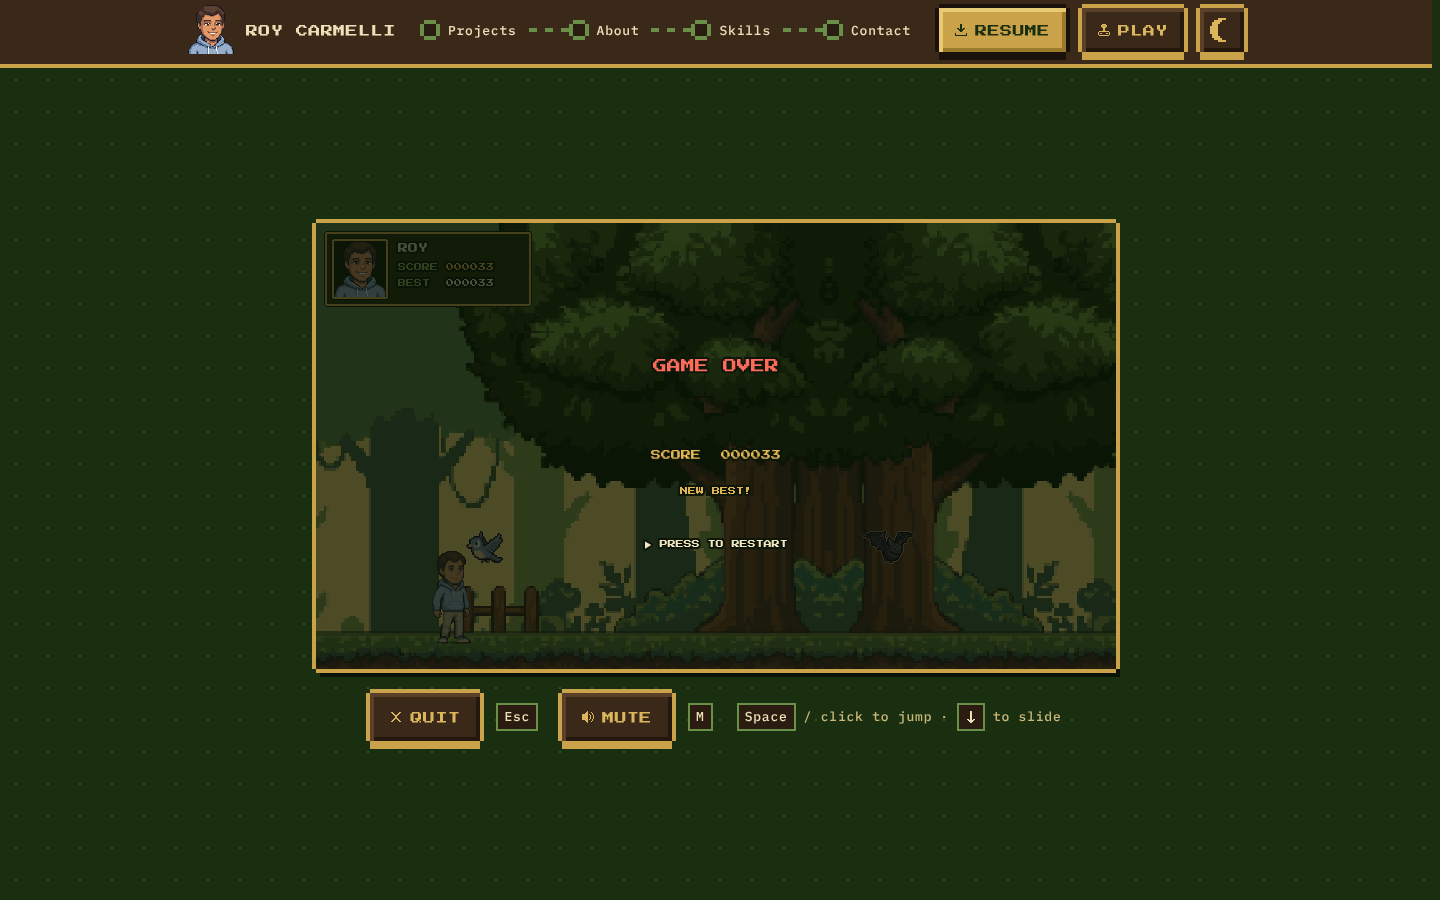 ROY CARMELLI
Projects
About
Skills
Contact
RESUME
PLAY
ROY
SCORE 000033
BEST 000033
GAME OVER
SCORE 000033
NEW BEST!
▶ PRESS TO RESTART
QUIT
Esc
MUTE
M
Space / click to jump · ↓ to slide